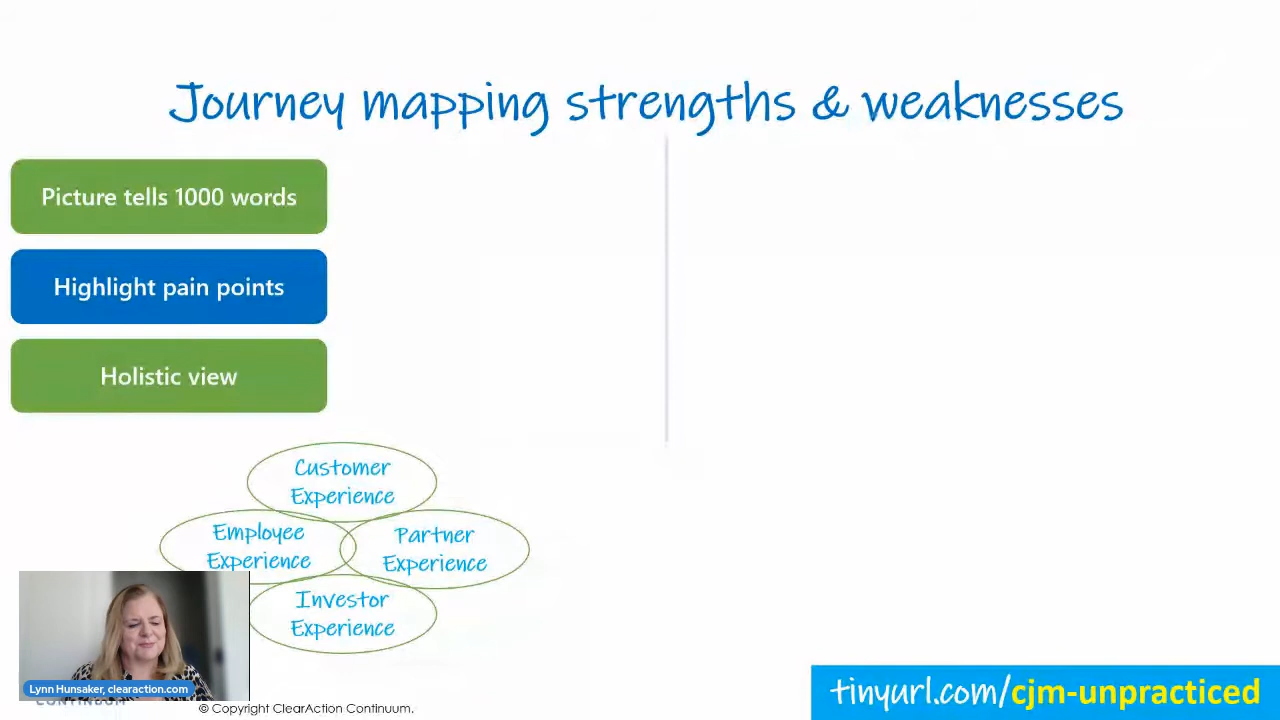 Journey mapping strengths & weaknesses
Picture tells 1000 words
Highlight pain points
Holistic view
Customer
Experience
Employee
Experience
Partner
Experience
Investor
Experience
Lynn Hunsaker, clearaction.com
CONTINUUM
© Copyright ClearAction Continuum.
tinyurl.com/cjm-unpracticed